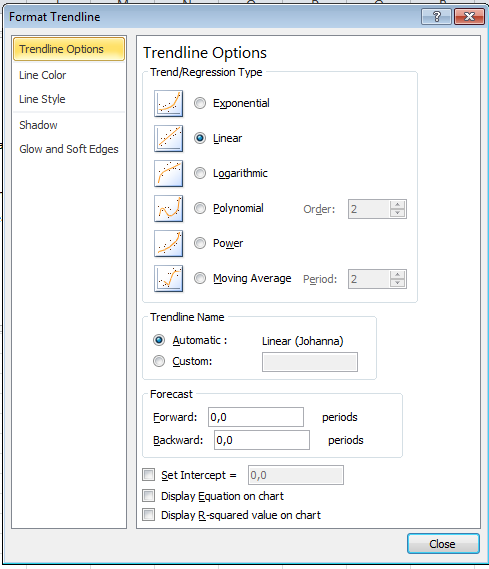 Format Trendline
Trendline Options
Line Color
Line Style
Shadow
Glow and Soft Edges
Trendline Options
Trend/Regression Type
Exponential
Linear
Logarithmic
Polynomial Order: 2
Power
Moving Average Period: 2
Trendline Name
Automatic : Linear (Johanna)
Custom:
Forecast
Forward: 0,0 periods
Backward: 0,0 periods
Set Intercept = 0,0
Display Equation on chart
Display R-squared value on chart
Close